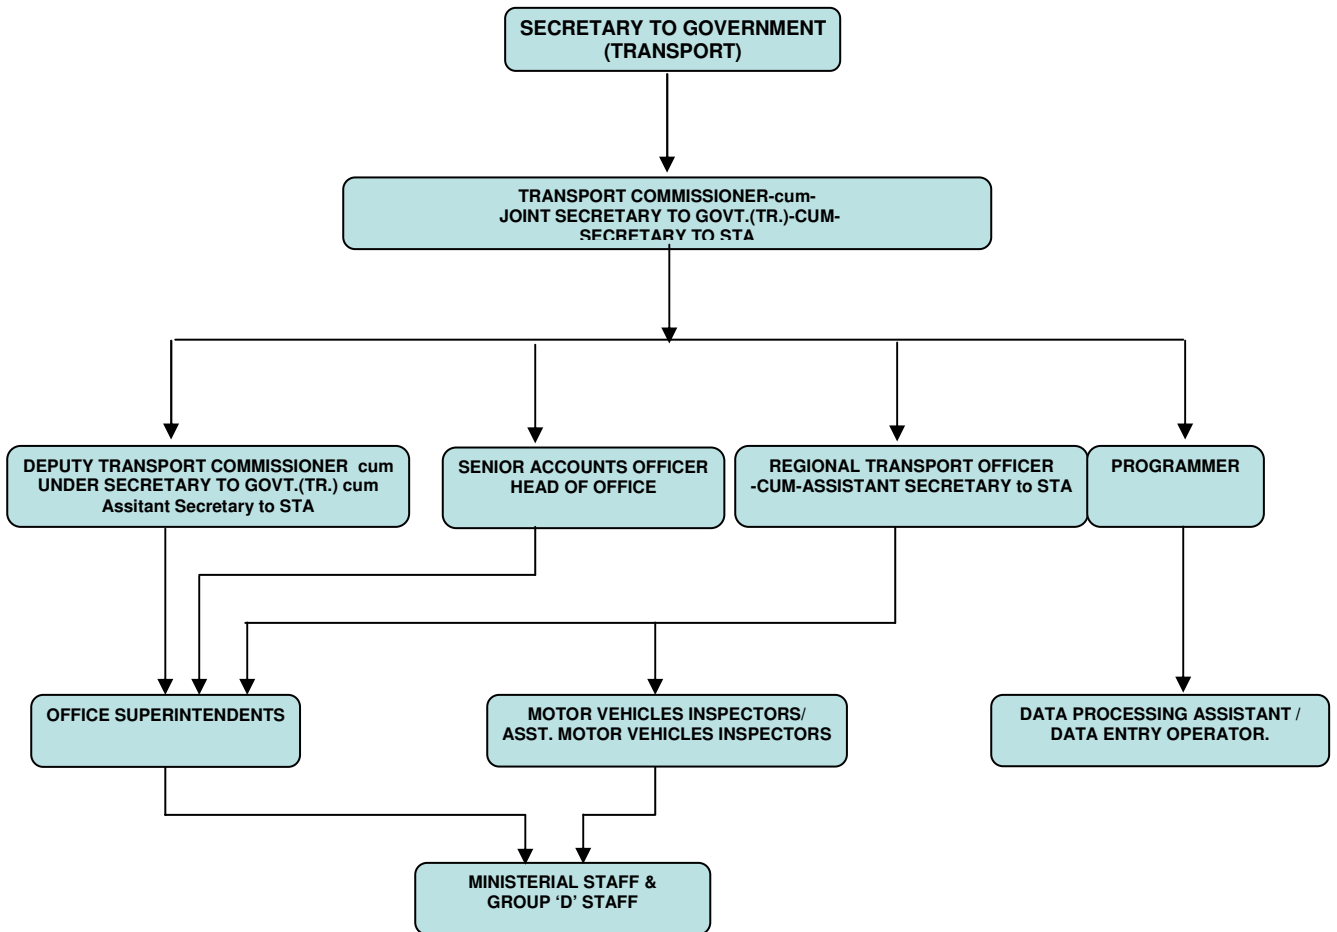 SECRETARY TO GOVERNMENT
(TRANSPORT)
TRANSPORT COMMISSIONER-cum-
JOINT SECRETARY TO GOVT.(TR.)-CUM-
SECRETARY TO STA
DEPUTY TRANSPORT COMMISSIONER cum
UNDER SECRETARY TO GOVT.(TR.) cum
Assitant Secretary to STA
SENIOR ACCOUNTS OFFICER
HEAD OF OFFICE
REGIONAL TRANSPORT OFFICER
-CUM-ASSISTANT SECRETARY to STA
PROGRAMMER
OFFICE SUPERINTENDENTS
MOTOR VEHICLES INSPECTORS/
ASST. MOTOR VEHICLES INSPECTORS
DATA PROCESSING ASSISTANT /
DATA ENTRY OPERATOR.
MINISTERIAL STAFF &
GROUP ‘D’ STAFF